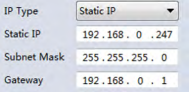 IP Type Static IP
Static IP 192.168. 0 .247
Subnet Mask 255.255.255. 0
Gateway 192.168. 0 . 1